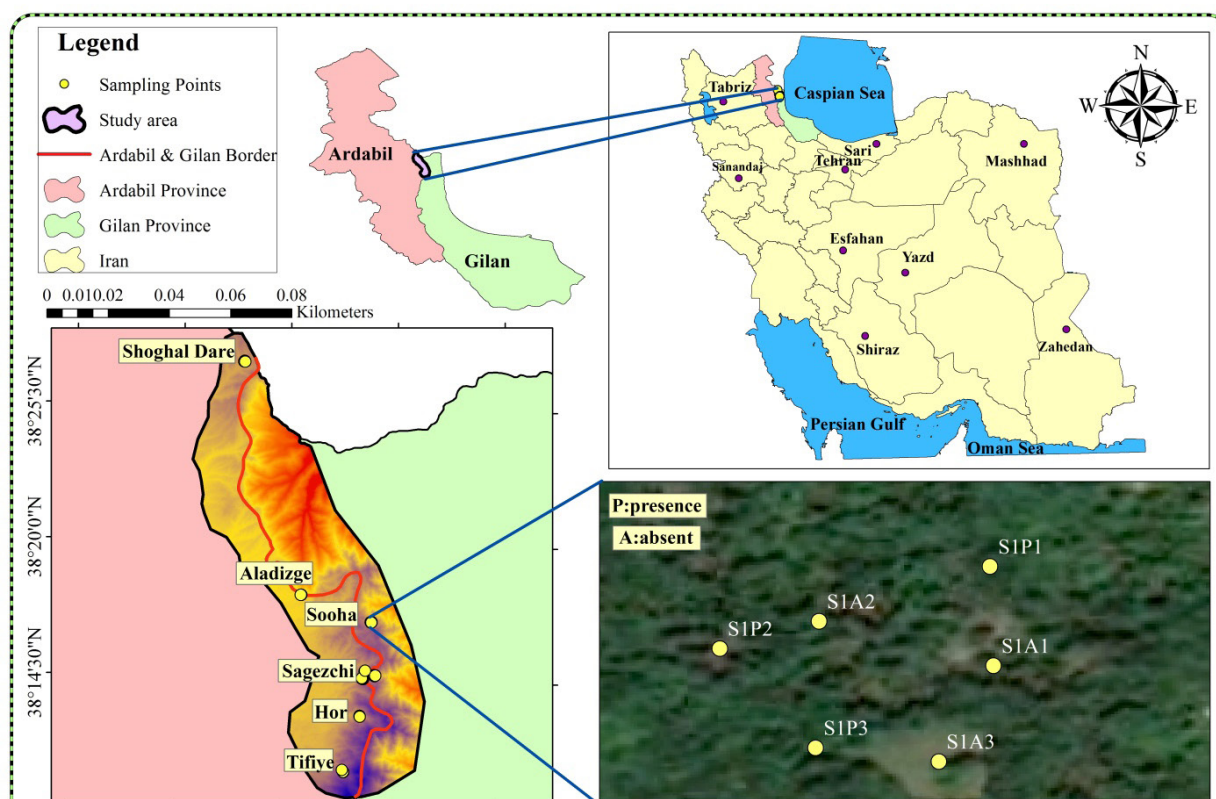 Legend
Sampling Points
Study area
Ardabil & Gilan Border
Ardabil Province
Gilan Province
Iran
0 0.010.02 0.04 0.06 0.08
Kilometers
Ardabil
Gilan
Tabriz
Caspian Sea
Sari
Tehran
Mashhad
Sanandaj
Esfahan
Yazd
Shiraz
Zahedan
Persian Gulf
Oman Sea
N
W E
S
38°25'30"N
38°20'0"N
38°14'30"N
Shoghal Dare
Aladizge
Sooha
Sagezchi
Hor
Tifiye
P:presence
A:absent
S1P1
S1A2
S1P2
S1A1
S1P3
S1A3